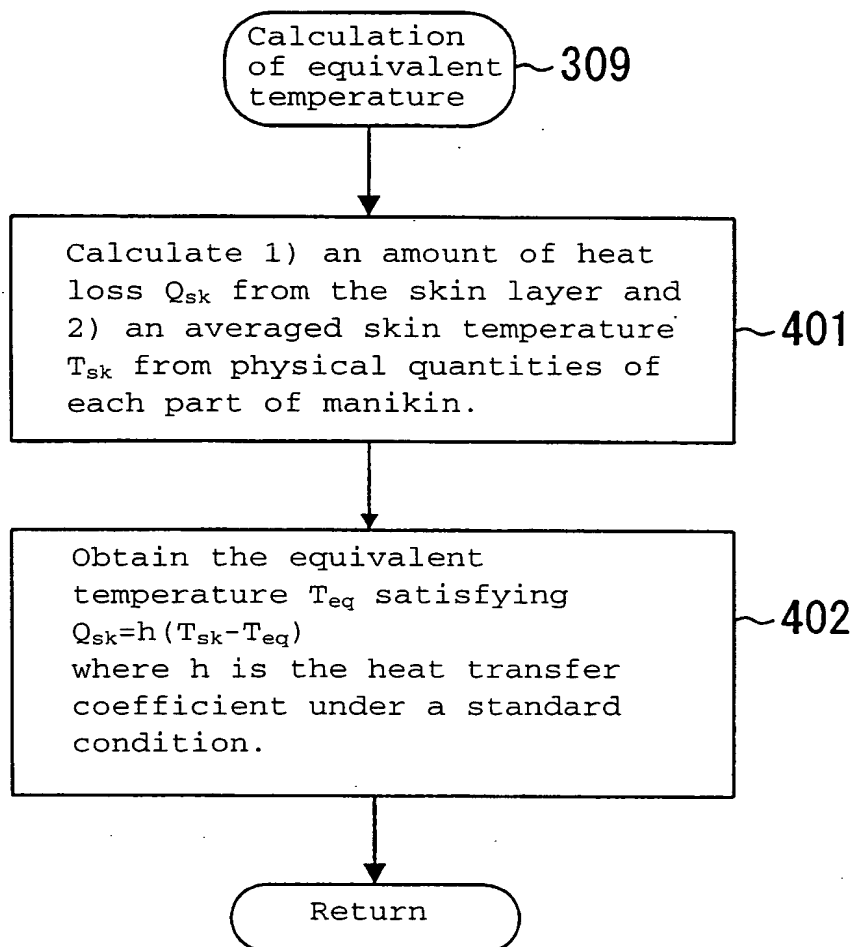 Calculation
of equivalent
temperature
309
Calculate 1) an amount of heat
loss Qsk from the skin layer and
2) an averaged skin temperature
Tsk from physical quantities of
each part of manikin.
401
Obtain the equivalent
temperature Teq satisfying
Qsk=h(Tsk-Teq)
where h is the heat transfer
coefficient under a standard
condition.
402
Return